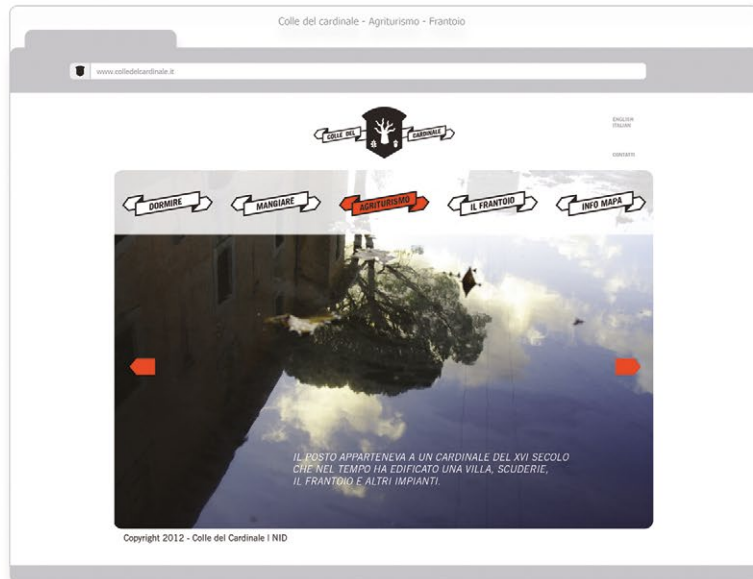 Colle del cardinale - Agriturismo - Frantoio
www.colledelcardinale.it
COLLE DEL CARDINALE
ENGLISH
ITALIAN
CONTATTI
DORMIRE
MANGIARE
AGRITURISMO
IL FRANTOIO
INFO MAPA
IL POSTO APPARTENEVA A UN CARDINALE DEL XVI SECOLO
CHE NEL TEMPO HA EDIFICATO UNA VILLA, SCUDERIE,
IL FRANTOIO E ALTRI IMPIANTI.
Copyright 2012 - Colle del Cardinale | NID